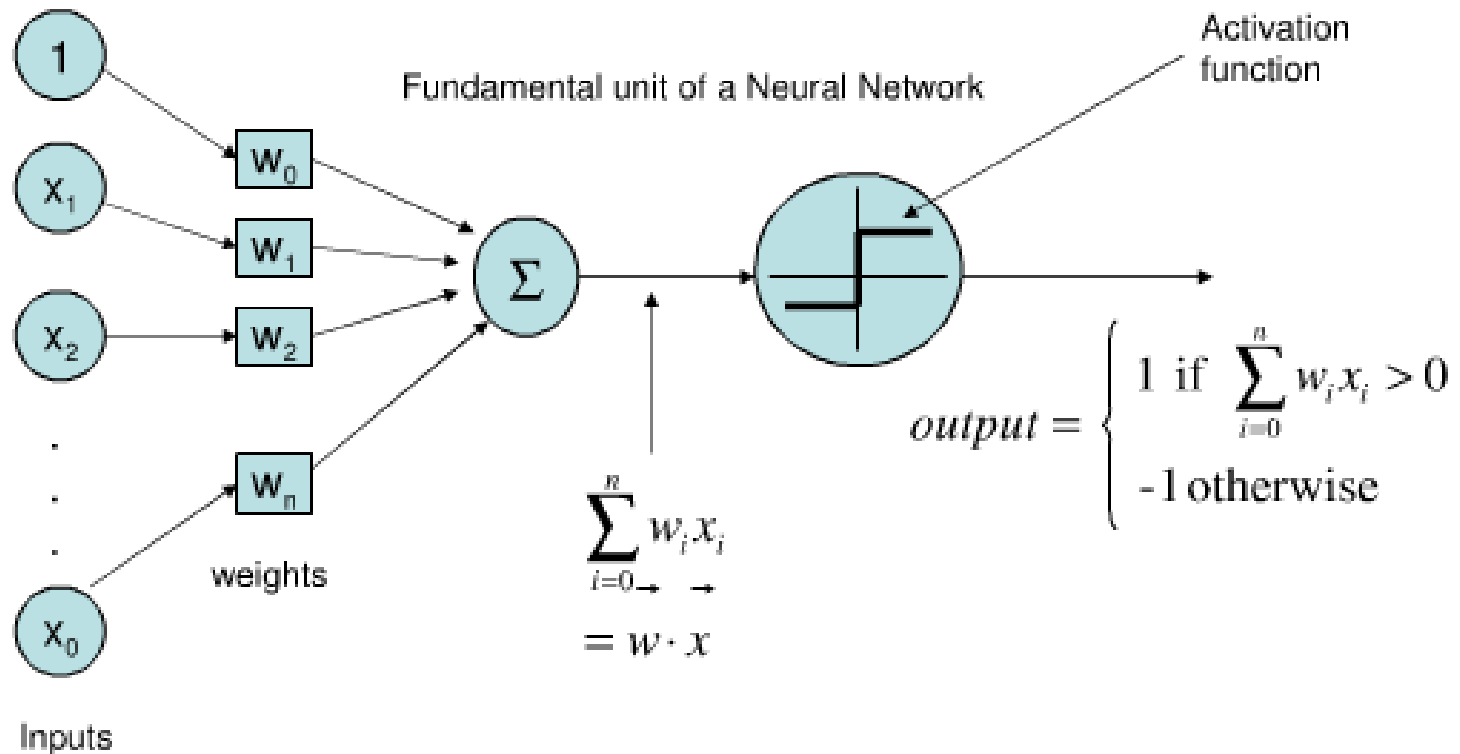 Activation
function
Fundamental unit of a Neural Network
1
x₁
x₂
.
.
.
x₀
Inputs
w₀
w₁
w₂
wₙ
weights
Σ
n
∑ wᵢxᵢ
i=0
= w · x
output = { 1 if ∑ wᵢxᵢ > 0
n
i=0
-1 otherwise